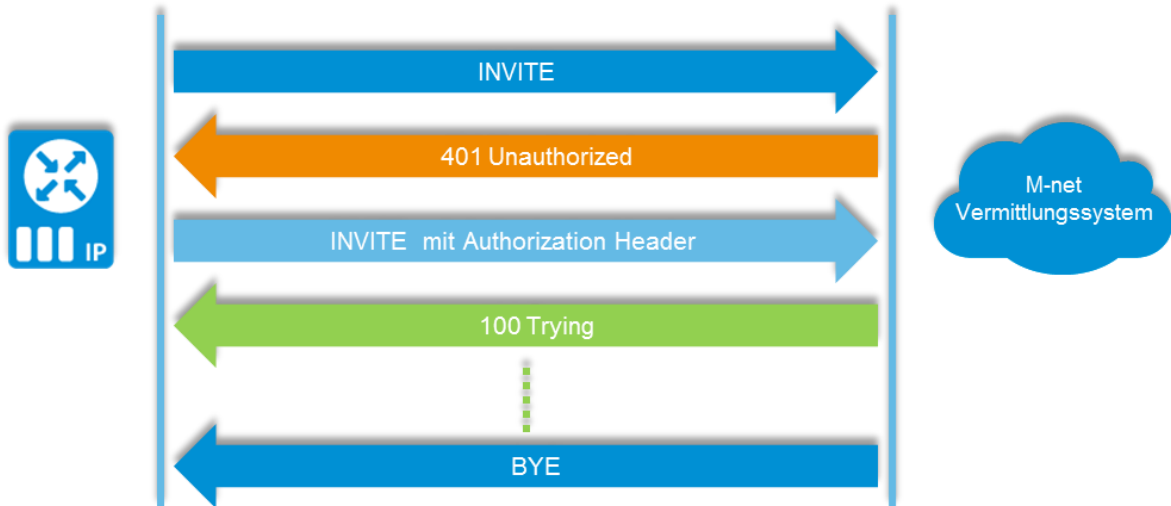 INVITE
401 Unauthorized
IP
M-net
Vermittlungssystem
INVITE mit Authorization Header
100 Trying
BYE